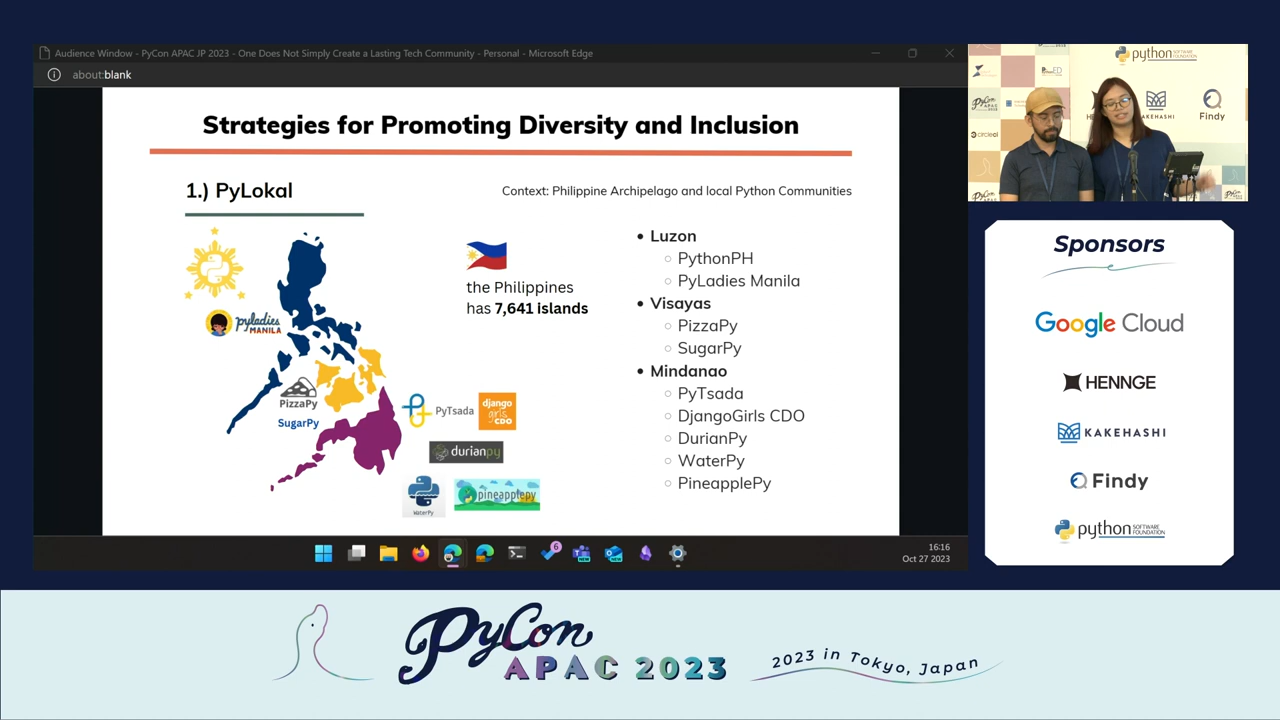 Audience Window - PyCon APAC JP 2023 - One Does Not Simply Create a Lasting Tech Community - Personal - Microsoft Edge
about:blank
Strategies for Promoting Diversity and Inclusion
1.) PyLokal
Context: Philippine Archipelago and local Python Communities
pyladies
MANILA
PizzaPy
SugarPy
PyTsada
django
girls
CDO
durianpy
WaterPy
pineapplepy
the Philippines
has 7,641 islands
• Luzon
○ PythonPH
○ PyLadies Manila
• Visayas
○ PizzaPy
○ SugarPy
• Mindanao
○ PyTsada
○ DjangoGirls CDO
○ DurianPy
○ WaterPy
○ PineapplePy
6
16:16
Oct 27 2023
python
SOFTWARE
FOUNDATION
KAKEHASHI
Findy
circleci
Sponsors
Google Cloud
HENNGE
KAKEHASHI
Findy
python
SOFTWARE
FOUNDATION
PyCon
APAC 2023
2023 in Tokyo, Japan